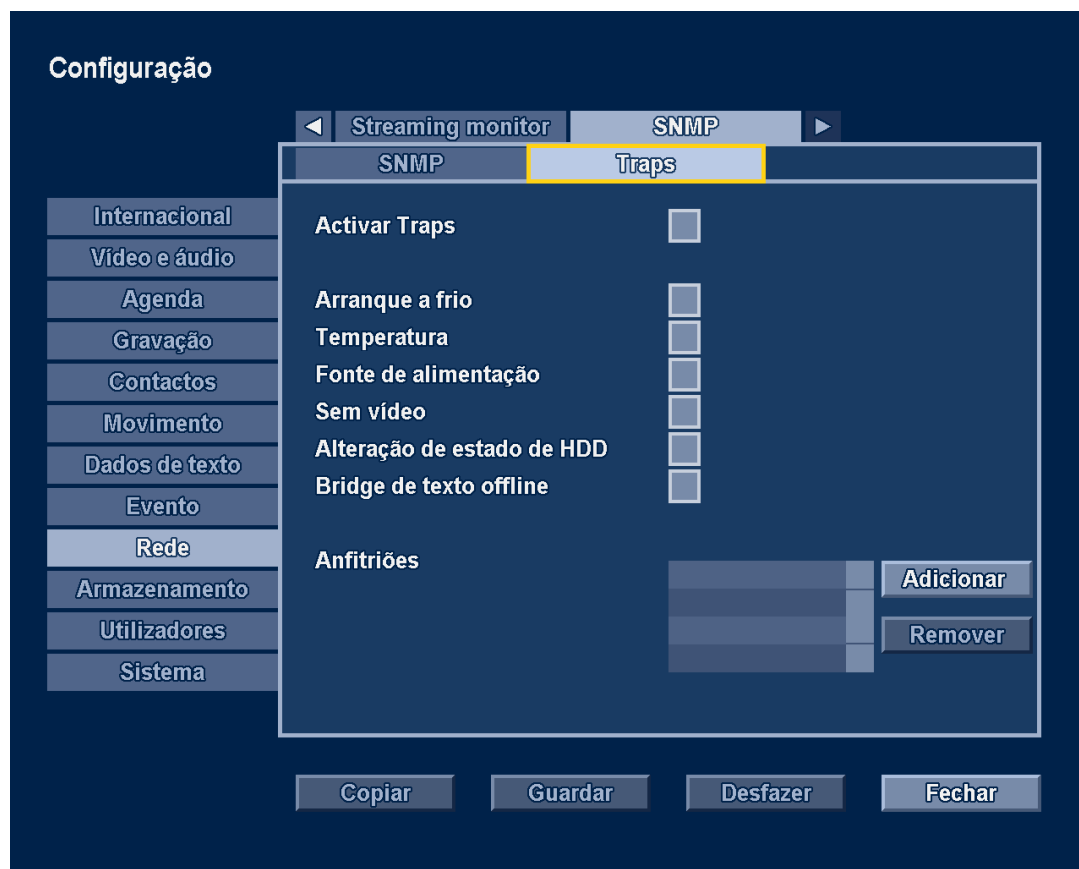 Configuração
Streaming monitor SNMP
SNMP Traps
Internacional
Vídeo e áudio
Agenda
Gravação
Contactos
Movimento
Dados de texto
Evento
Rede
Armazenamento
Utilizadores
Sistema
Activar Traps
Arranque a frio
Temperatura
Fonte de alimentação
Sem vídeo
Alteração de estado de HDD
Bridge de texto offline
Anfitriões
Adicionar
Remover
Copiar Guardar Desfazer Fechar